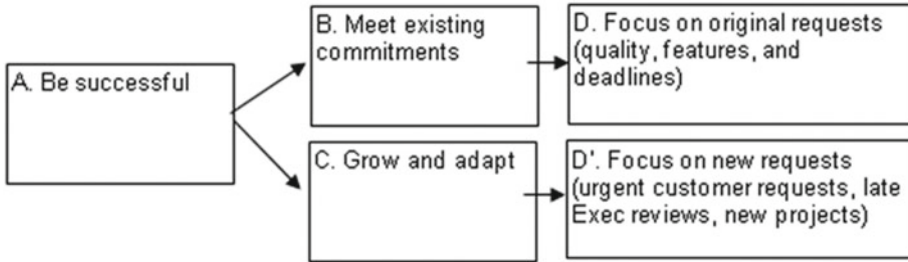 A. Be successful
B. Meet existing
commitments
D. Focus on original requests
(quality, features, and
deadlines)
C. Grow and adapt
D'. Focus on new requests
(urgent customer requests, late
Exec reviews, new projects)